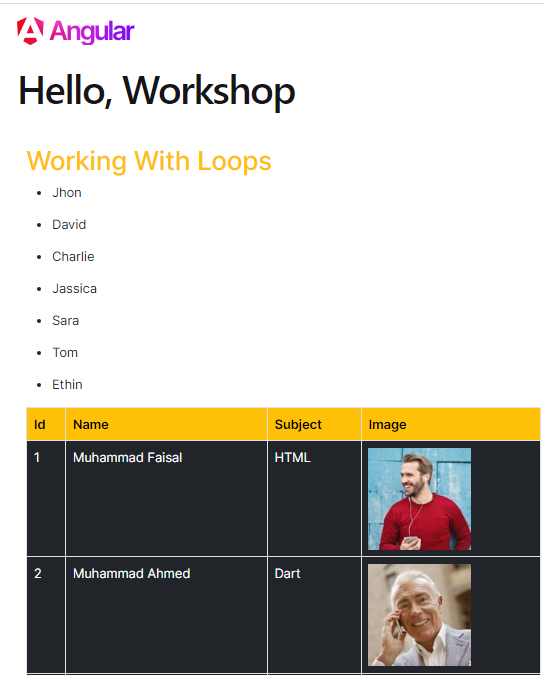 Angular
Hello, Workshop
Working With Loops
Jhon
David
Charlie
Jassica
Sara
Tom
Ethin
Id Name Subject Image
1 Muhammad Faisal HTML
2 Muhammad Ahmed Dart